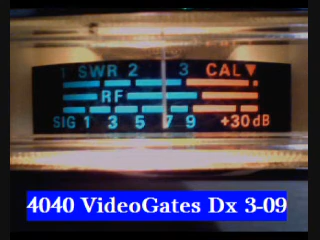 1 SWR 2 3 CAL▼
RF
SIG 1 3 5 7 9 +30dB
4040 VideoGates Dx 3-09